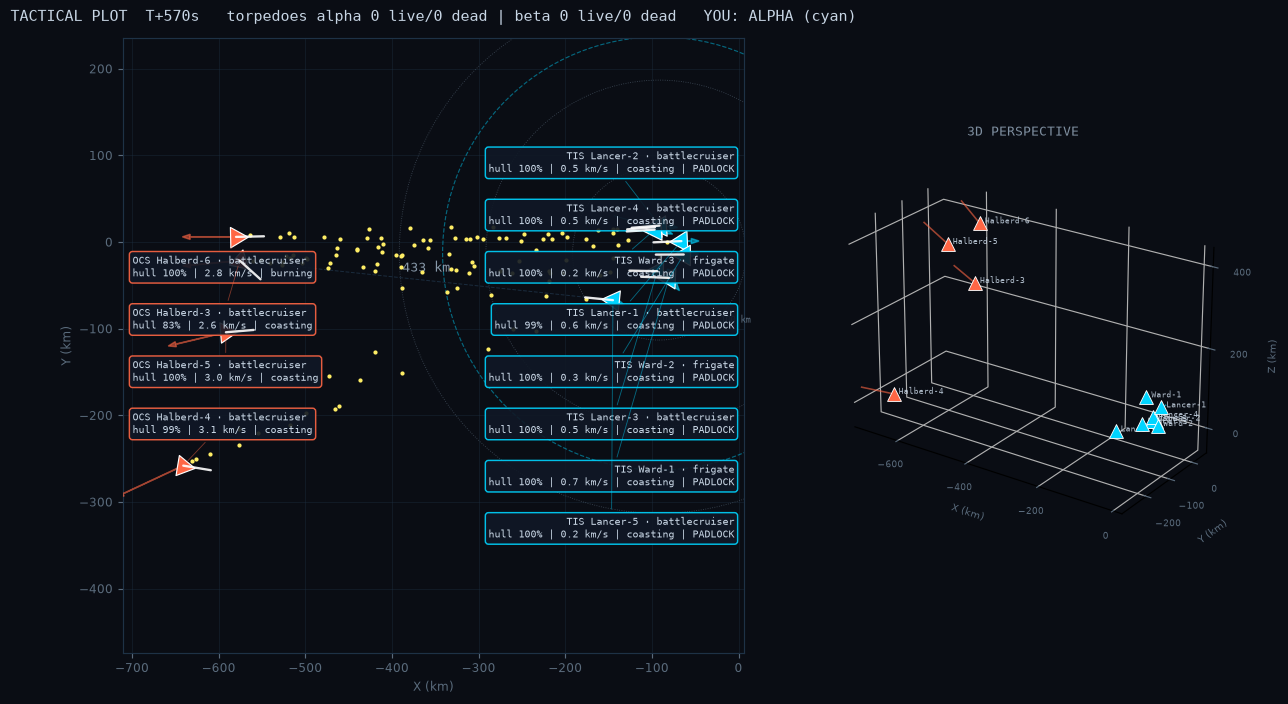 TACTICAL PLOT  T+570s   torpedoes alpha 0 live/0 dead | beta 0 live/0 dead   YOU: ALPHA (cyan)
200
100
0
−100
−200
−300
−400
Y (km)
−700
−600
−500
−400
−300
−200
−100
0
X (km)
433 km
km
TIS Lancer-2 · battlecruiser
hull 100% | 0.5 km/s | coasting | PADLOCK
TIS Lancer-4 · battlecruiser
hull 100% | 0.5 km/s | coasting | PADLOCK
TIS Ward-3 · frigate
hull 100% | 0.2 km/s | coasting | PADLOCK
TIS Lancer-1 · battlecruiser
hull 99% | 0.6 km/s | coasting | PADLOCK
TIS Ward-2 · frigate
hull 100% | 0.3 km/s | coasting | PADLOCK
TIS Lancer-3 · battlecruiser
hull 100% | 0.5 km/s | coasting | PADLOCK
TIS Ward-1 · frigate
hull 100% | 0.7 km/s | coasting | PADLOCK
TIS Lancer-5 · battlecruiser
hull 100% | 0.2 km/s | coasting | PADLOCK
OCS Halberd-6 · battlecruiser
hull 100% | 2.8 km/s | burning
OCS Halberd-3 · battlecruiser
hull 83% | 2.6 km/s | coasting
OCS Halberd-5 · battlecruiser
hull 100% | 3.0 km/s | coasting
OCS Halberd-4 · battlecruiser
hull 99% | 3.1 km/s | coasting
3D PERSPECTIVE
Halberd-6
Halberd-5
Halberd-3
Halberd-4
Ward-1
Lancer-1
400
200
0
Z (km)
−600
−400
−200
0
X (km)
0
−100
−200
Y (km)